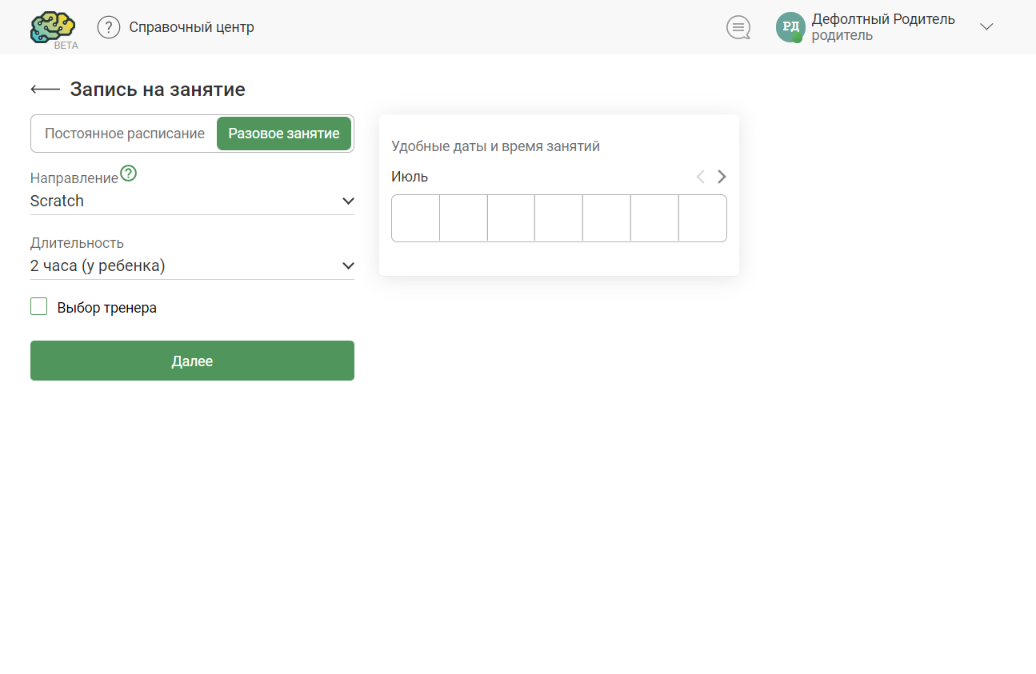 BETA
? Справочный центр
РД
Дефолтный Родитель
родитель
Запись на занятие
Постоянное расписание
Разовое занятие
Направление ?
Scratch
Длительность
2 часа (у ребенка)
Выбор тренера
Далее
Удобные даты и время занятий
Июль